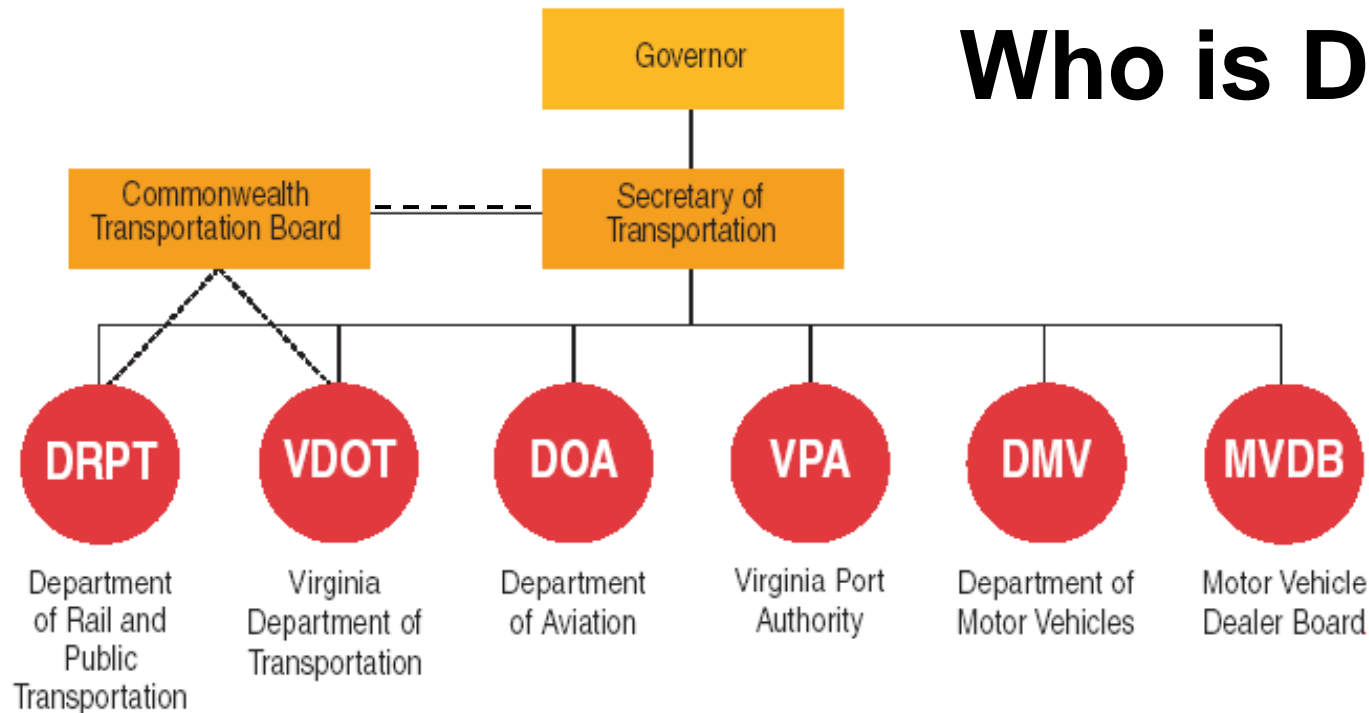 Who is D
Governor
Commonwealth
Transportation Board
Secretary of
Transportation
DRPT
VDOT
DOA
VPA
DMV
MVDB
Department
of Rail and
Public
Transportation
Virginia
Department of
Transportation
Department
of Aviation
Virginia Port
Authority
Department of
Motor Vehicles
Motor Vehicle
Dealer Board